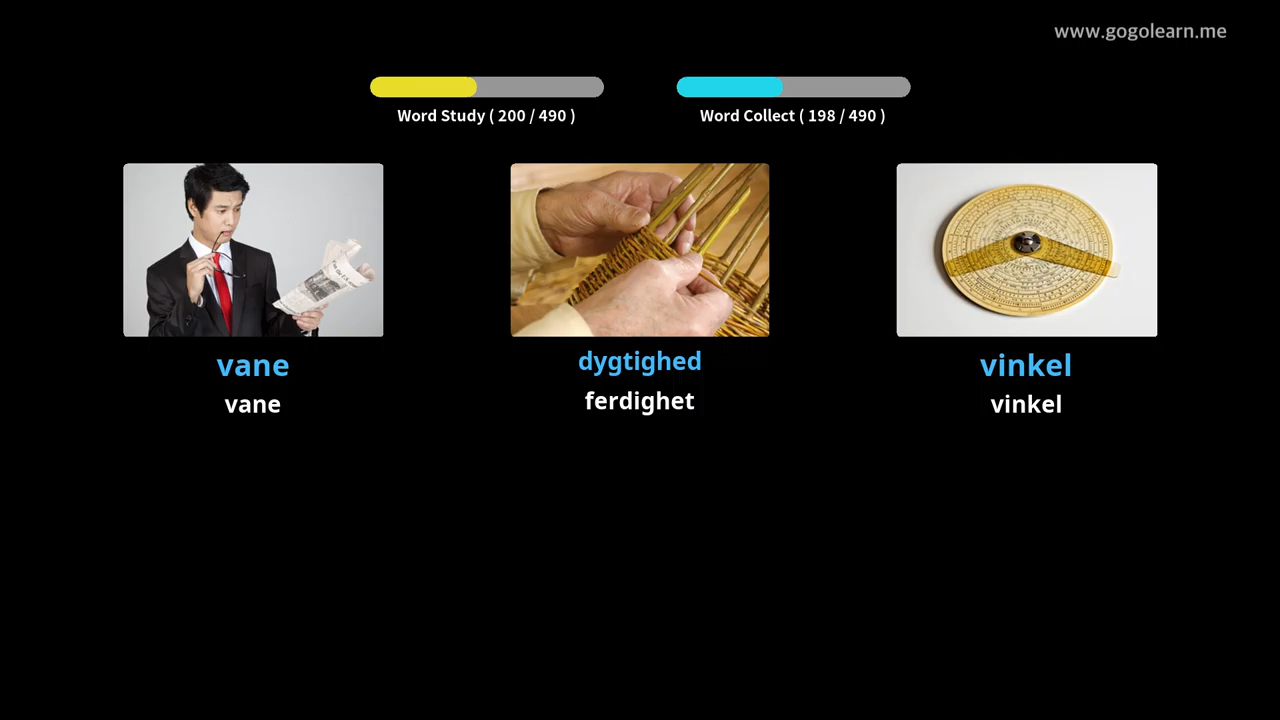 www.gogolearn.me
Word Study ( 200 / 490 )
Word Collect ( 198 / 490 )
vane
vane
dygtighed
ferdighet
vinkel
vinkel